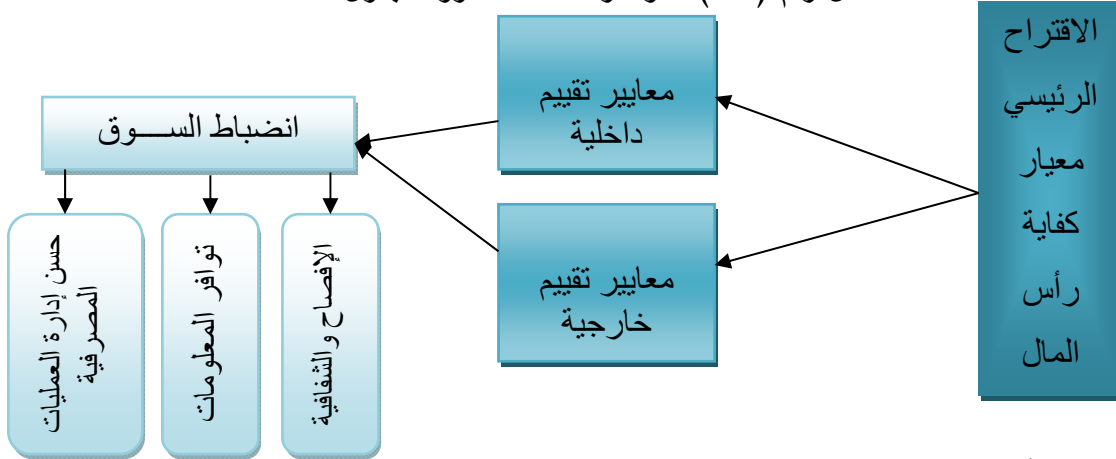 الاقتراح
الرئيسي
معيار
كفاية
رأس
المال
معايير تقييم
داخلية
معايير تقييم
خارجية
انضباط الســـوق
الإفصاح والشفافية
توافر المعلومات
حسن إدارة العمليات
المصرفية